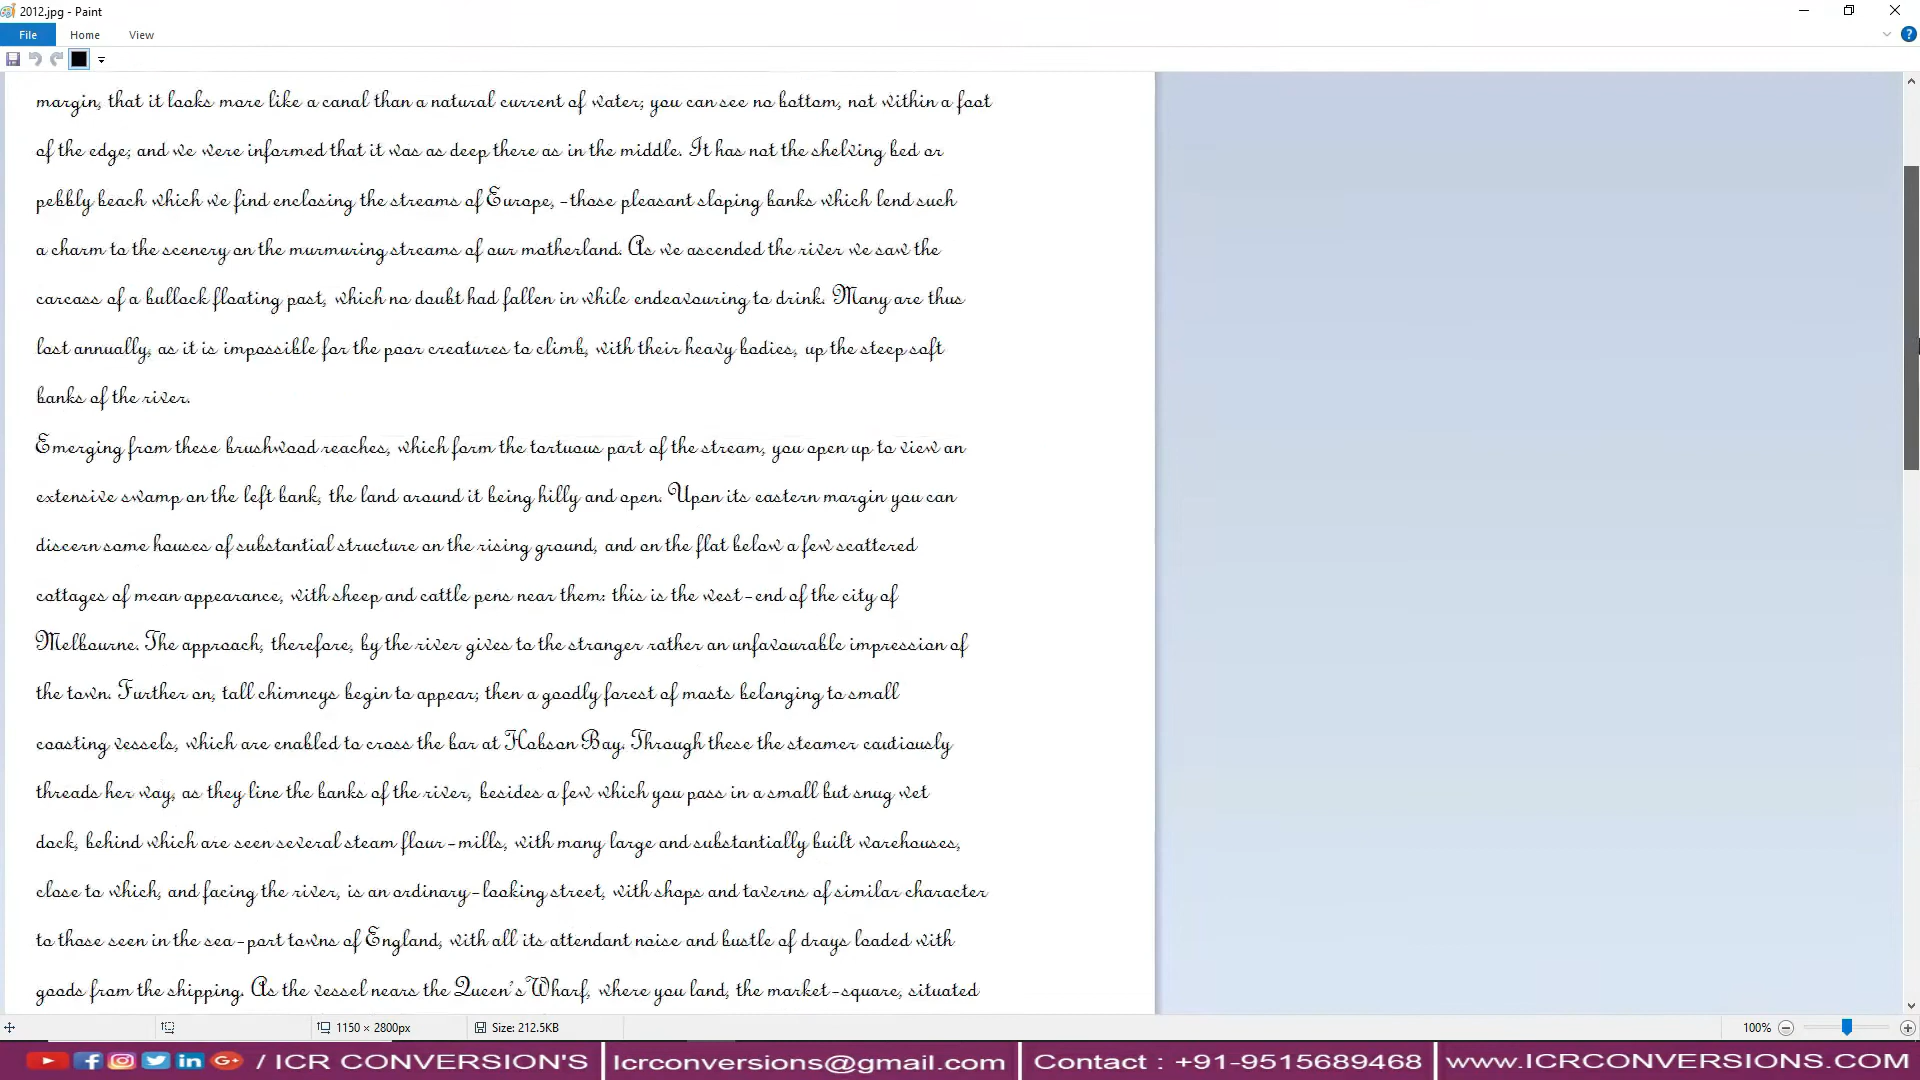 2012.jpg - Paint
File Home View
margin, that it looks more like a canal than a natural current of water; you can see no bottom, not within a foot
of the edge; and we were informed that it was as deep there as in the middle. It has not the shelving bed or
pebbly beach which we find enclosing the streams of Europe, -those pleasant sloping banks which lend such
a charm to the scenery on the murmuring streams of our motherland. As we ascended the river we saw the
carcass of a bullock floating past, which no doubt had fallen in while endeavouring to drink. Many are thus
lost annually, as it is impossible for the poor creatures to climb, with their heavy bodies, up the steep soft
banks of the river.
Emerging from these brushwood reaches, which form the tortuous part of the stream, you open up to view an
extensive swamp on the left bank, the land around it being hilly and open. Upon its eastern margin you can
discern some houses of substantial structure on the rising ground, and on the flat below a few scattered
cottages of mean appearance, with sheep and cattle pens near them: this is the west-end of the city of
Melbourne. The approach, therefore, by the river gives to the stranger rather an unfavourable impression of
the town. Further on, tall chimneys begin to appear; then a goodly forest of masts belonging to small
coasting vessels, which are enabled to cross the bar at Hobson Bay. Through these the steamer cautiously
threads her way, as they line the banks of the river, besides a few which you pass in a small but snug wet
dock, behind which are seen several steam flour-mills, with many large and substantially built warehouses,
close to which, and facing the river, is an ordinary-looking street, with shops and taverns of similar character
to those seen in the sea-port towns of England, with all its attendant noise and bustle of drays loaded with
goods from the shipping. As the vessel nears the Queen's Wharf, where you land, the market-square, situated
1150 × 2800px Size: 212.5KB 100%
/ ICR CONVERSION'S Icrconversions@gmail.com Contact : +91-9515689468 www.ICRCONVERSIONS.COM